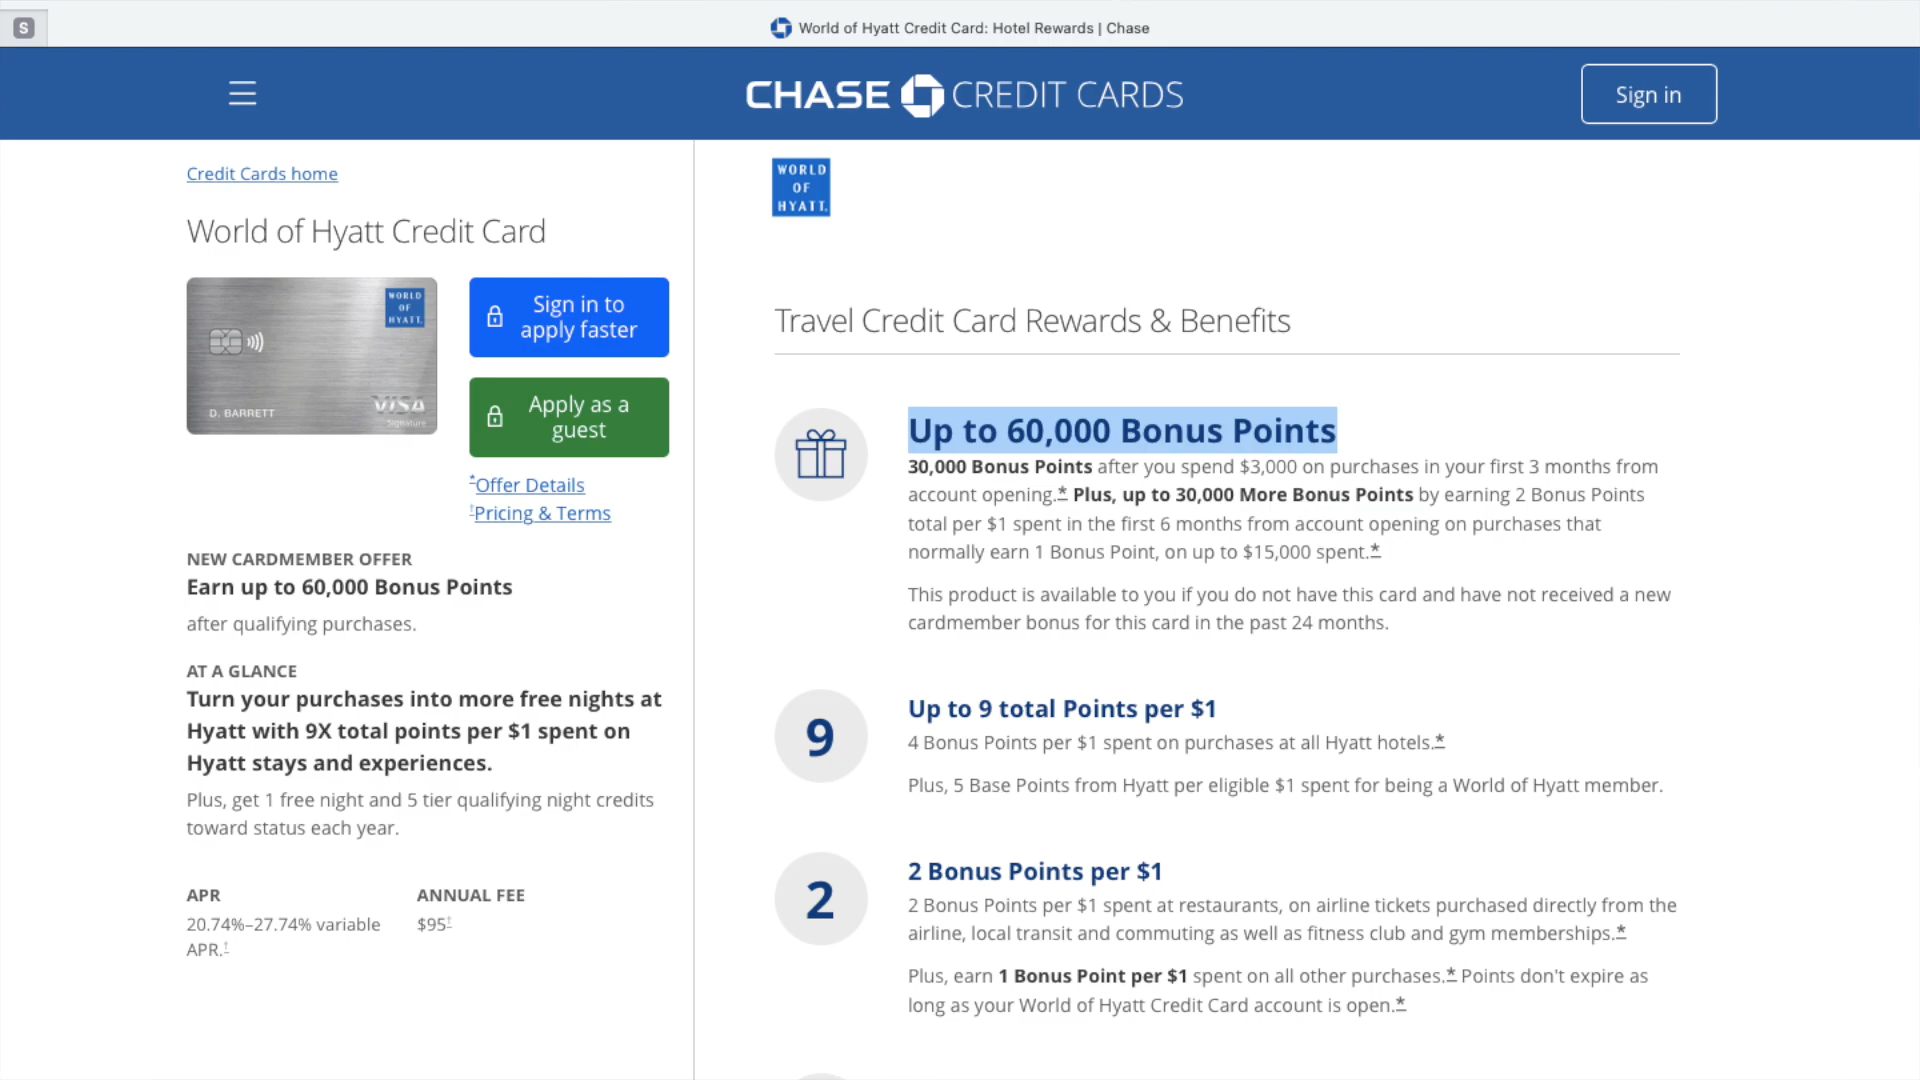 S
World of Hyatt Credit Card: Hotel Rewards | Chase
CHASE CREDIT CARDS
Sign in
Credit Cards home
World of Hyatt Credit Card
WORLD
OF
HYATT.
D. BARRETT
VISA
Signature
Sign in to
apply faster
Apply as a
guest
*Offer Details
†Pricing & Terms
NEW CARDMEMBER OFFER
Earn up to 60,000 Bonus Points
after qualifying purchases.
AT A GLANCE
Turn your purchases into more free nights at
Hyatt with 9X total points per $1 spent on
Hyatt stays and experiences.
Plus, get 1 free night and 5 tier qualifying night credits
toward status each year.
APR
20.74%–27.74% variable
APR.†
ANNUAL FEE
$95†
WORLD
OF
HYATT.
Travel Credit Card Rewards & Benefits
Up to 60,000 Bonus Points
30,000 Bonus Points after you spend $3,000 on purchases in your first 3 months from
account opening.* Plus, up to 30,000 More Bonus Points by earning 2 Bonus Points
total per $1 spent in the first 6 months from account opening on purchases that
normally earn 1 Bonus Point, on up to $15,000 spent.*
This product is available to you if you do not have this card and have not received a new
cardmember bonus for this card in the past 24 months.
9
Up to 9 total Points per $1
4 Bonus Points per $1 spent on purchases at all Hyatt hotels.*
Plus, 5 Base Points from Hyatt per eligible $1 spent for being a World of Hyatt member.
2
2 Bonus Points per $1
2 Bonus Points per $1 spent at restaurants, on airline tickets purchased directly from the
airline, local transit and commuting as well as fitness club and gym memberships.*
Plus, earn 1 Bonus Point per $1 spent on all other purchases.* Points don't expire as
long as your World of Hyatt Credit Card account is open.*